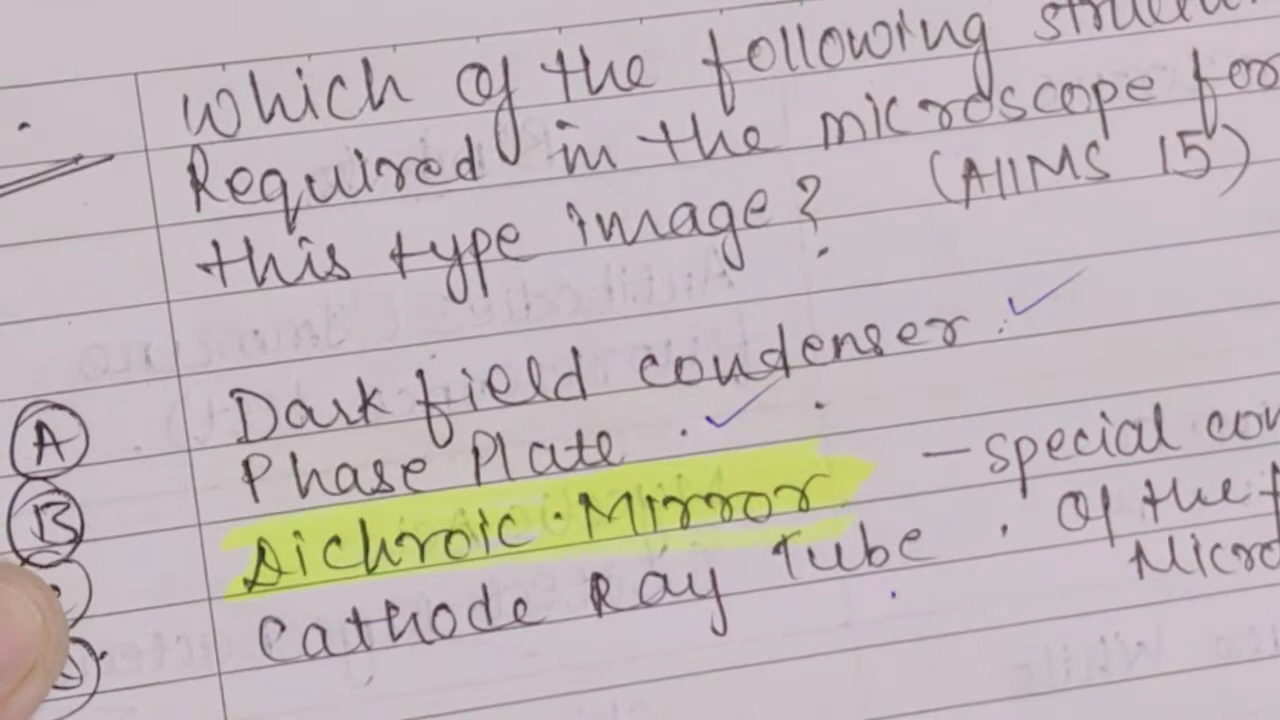 Which of the following
Required in the microscope for
this type image? (AIIMS 15)
A Dark field condenser.
B Phase Plate.
Dichroic Mirror — special
Cathode Ray Tube. of the